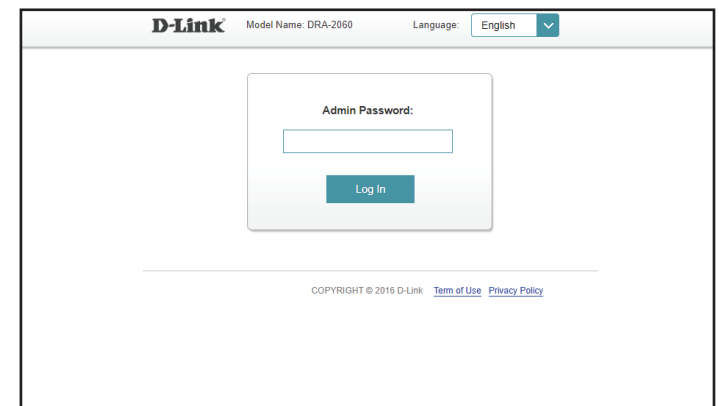 D-Link Model Name: DRA-2060 Language: English
Admin Password:
Log In
COPYRIGHT © 2016 D-Link Term of Use Privacy Policy